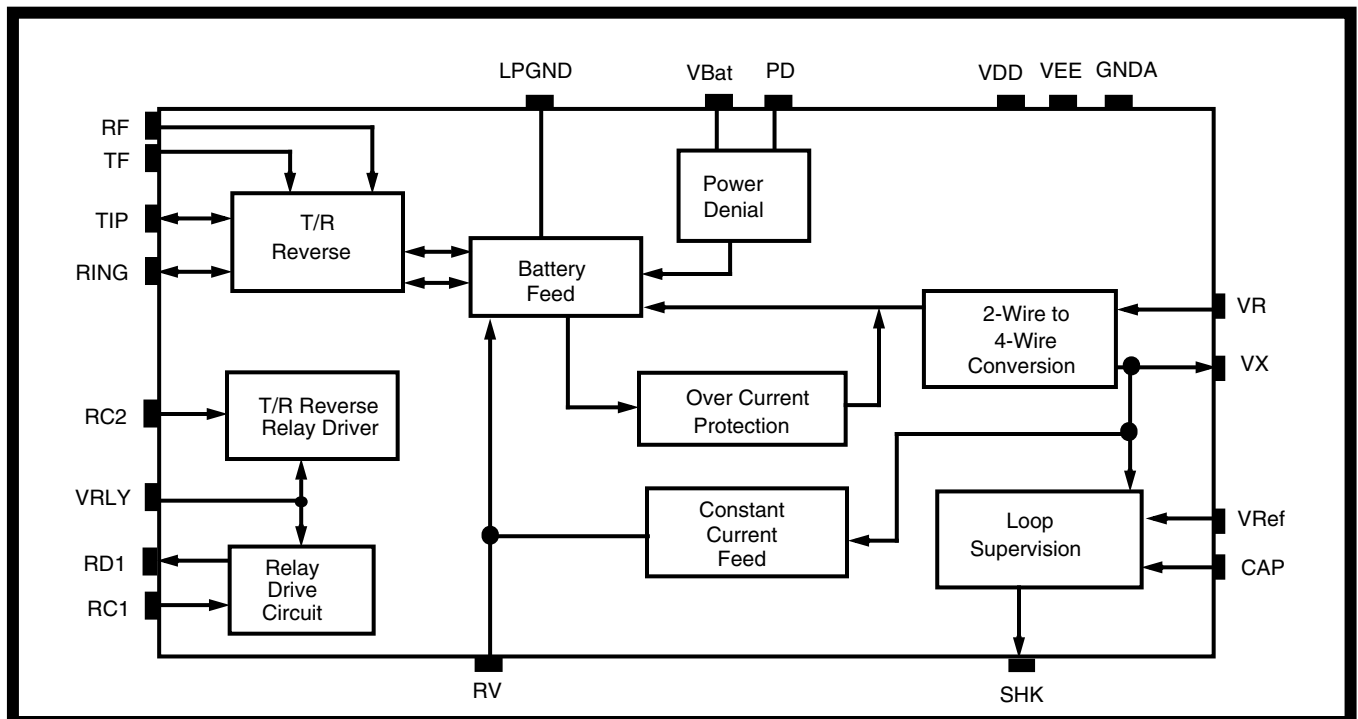 LPGND
VBat
PD
VDD
VEE
GNDA
RF
TF
TIP
RING
T/R
Reverse
Power
Denial
Battery
Feed
2-Wire to
4-Wire
Conversion
VR
VX
RC2
T/R Reverse
Relay Driver
Over Current
Protection
VRLY
RD1
RC1
Relay
Drive
Circuit
Constant
Current
Feed
Loop
Supervision
VRef
CAP
RV
SHK